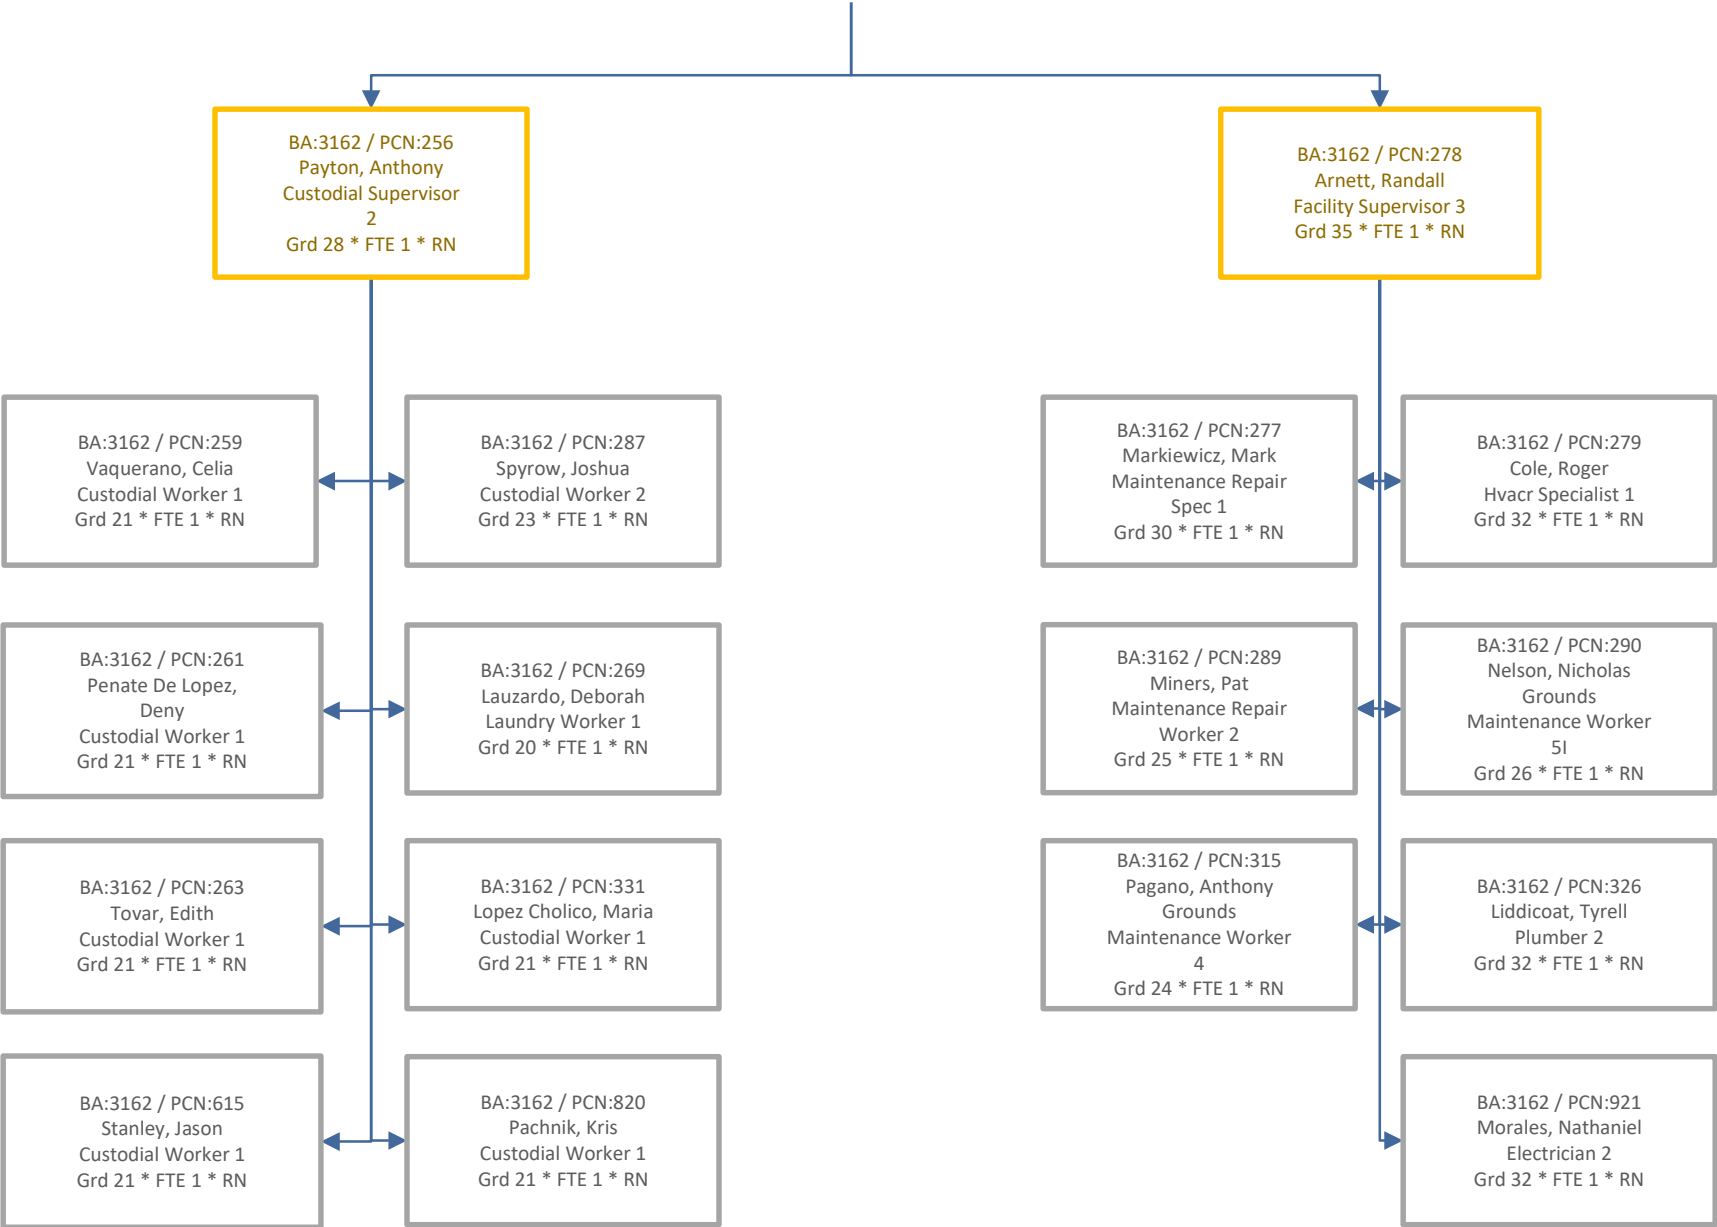 BA:3162 / PCN:256
Payton, Anthony
Custodial Supervisor
2
Grd 28 * FTE 1 * RN
BA:3162 / PCN:278
Arnett, Randall
Facility Supervisor 3
Grd 35 * FTE 1 * RN
BA:3162 / PCN:259
Vaquerano, Celia
Custodial Worker 1
Grd 21 * FTE 1 * RN
BA:3162 / PCN:287
Spyrow, Joshua
Custodial Worker 2
Grd 23 * FTE 1 * RN
BA:3162 / PCN:277
Markiewicz, Mark
Maintenance Repair
Spec 1
Grd 30 * FTE 1 * RN
BA:3162 / PCN:279
Cole, Roger
Hvacr Specialist 1
Grd 32 * FTE 1 * RN
BA:3162 / PCN:261
Penate De Lopez,
Deny
Custodial Worker 1
Grd 21 * FTE 1 * RN
BA:3162 / PCN:269
Lauzardo, Deborah
Laundry Worker 1
Grd 20 * FTE 1 * RN
BA:3162 / PCN:289
Miners, Pat
Maintenance Repair
Worker 2
Grd 25 * FTE 1 * RN
BA:3162 / PCN:290
Nelson, Nicholas
Grounds
Maintenance Worker
5I
Grd 26 * FTE 1 * RN
BA:3162 / PCN:263
Tovar, Edith
Custodial Worker 1
Grd 21 * FTE 1 * RN
BA:3162 / PCN:331
Lopez Cholico, Maria
Custodial Worker 1
Grd 21 * FTE 1 * RN
BA:3162 / PCN:315
Pagano, Anthony
Grounds
Maintenance Worker
4
Grd 24 * FTE 1 * RN
BA:3162 / PCN:326
Liddicoat, Tyrell
Plumber 2
Grd 32 * FTE 1 * RN
BA:3162 / PCN:615
Stanley, Jason
Custodial Worker 1
Grd 21 * FTE 1 * RN
BA:3162 / PCN:820
Pachnik, Kris
Custodial Worker 1
Grd 21 * FTE 1 * RN
BA:3162 / PCN:921
Morales, Nathaniel
Electrician 2
Grd 32 * FTE 1 * RN